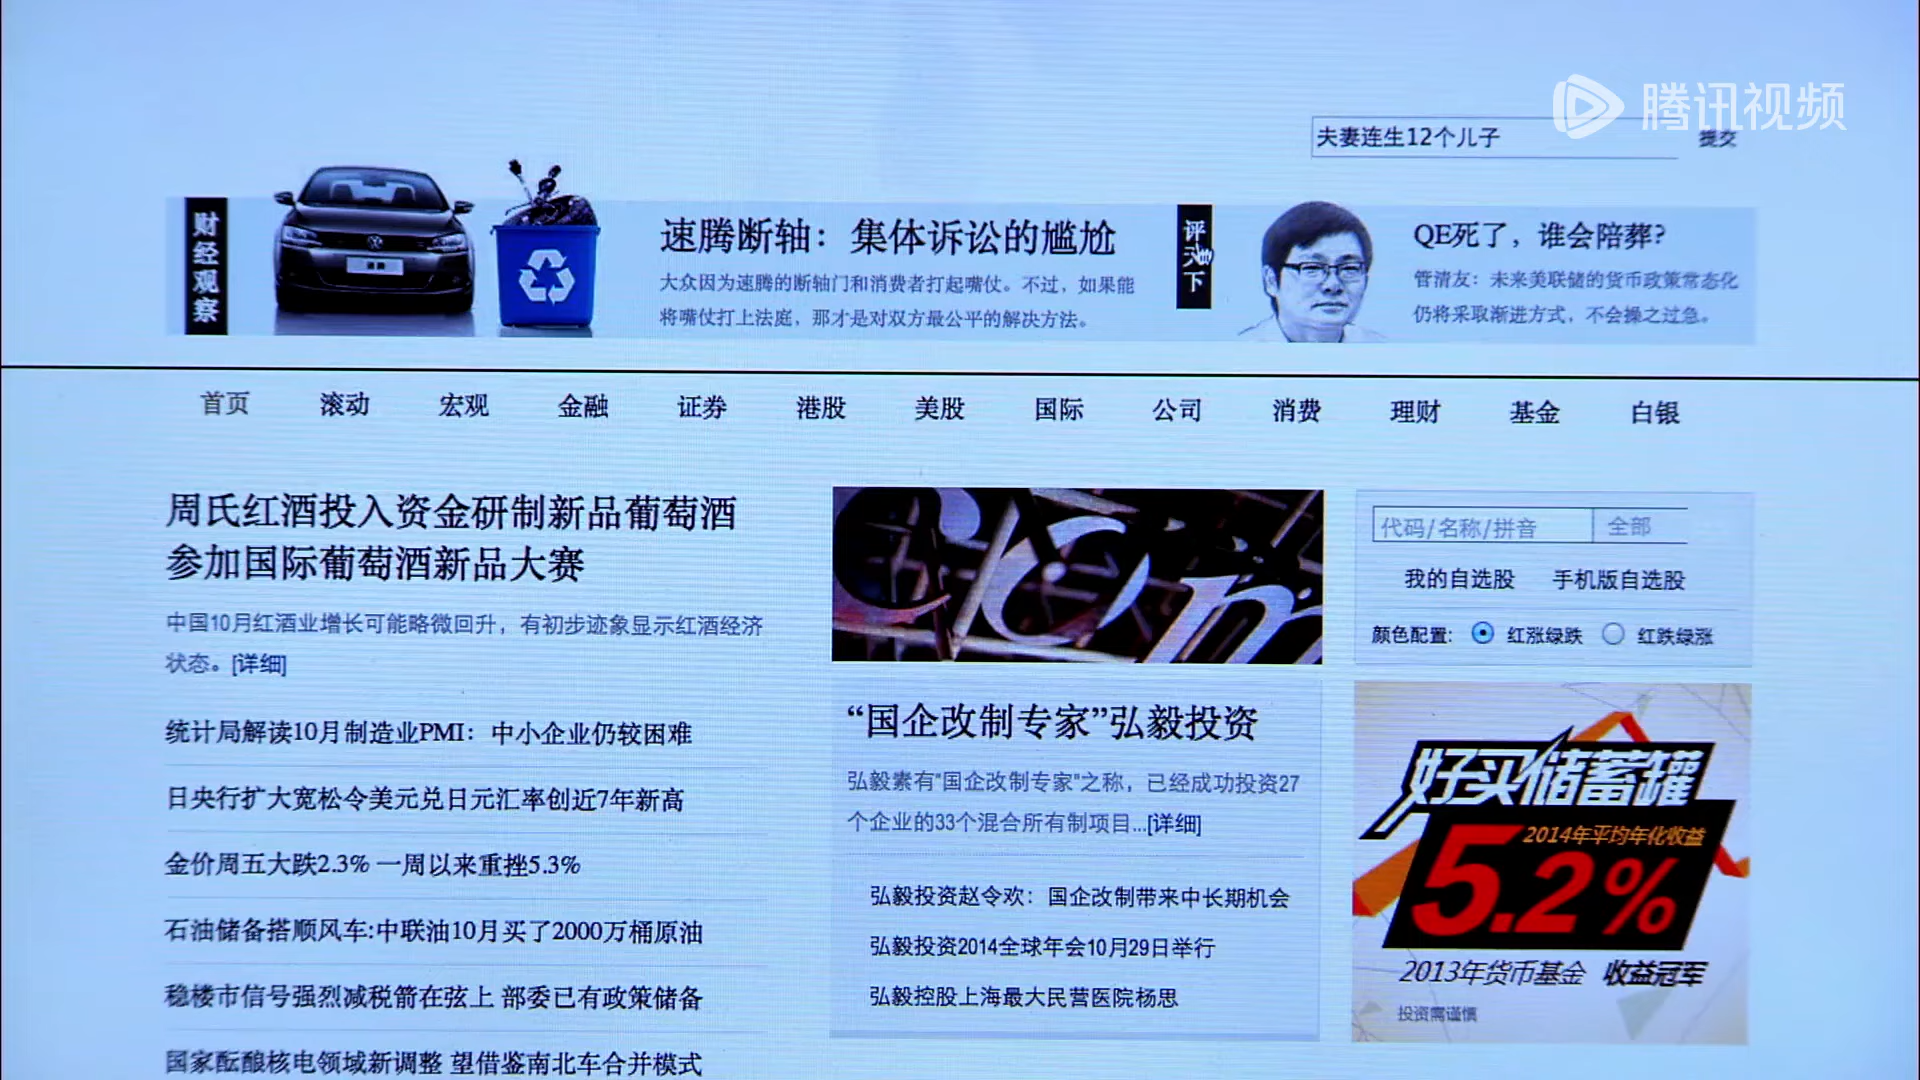 腾讯视频
夫妻连生12个儿子
提交
财经观察
速腾断轴：集体诉讼的尴尬
大众因为速腾的断轴门和消费者打起嘴仗。不过，如果能
将嘴仗打上法庭，那才是对双方最公平的解决方法。
评天下
QE死了，谁会陪葬?
管清友：未来美联储的货币政策常态化
仍将采取渐进方式，不会操之过急。
首页 滚动 宏观 金融 证券 港股 美股 国际 公司 消费 理财 基金 白银
周氏红酒投入资金研制新品葡萄酒
参加国际葡萄酒新品大赛
中国10月红酒业增长可能略微回升，有初步迹象显示红酒经济
状态。[详细]
统计局解读10月制造业PMI：中小企业仍较困难
日央行扩大宽松令美元兑日元汇率创近7年新高
金价周五大跌2.3% 一周以来重挫5.3%
石油储备搭顺风车:中联油10月买了2000万桶原油
稳楼市信号强烈减税箭在弦上 部委已有政策储备
国家酝酿核电领域新调整 望借鉴南北车合并模式
“国企改制专家”弘毅投资
弘毅素有"国企改制专家"之称，已经成功投资27
个企业的33个混合所有制项目...[详细]
弘毅投资赵令欢：国企改制带来中长期机会
弘毅投资2014全球年会10月29日举行
弘毅控股上海最大民营医院杨思
代码/名称/拼音 全部
我的自选股 手机版自选股
颜色配置: 红涨绿跌 红跌绿涨
好买储蓄罐
2014年平均年化收益
5.2%
2013年货币基金 收益冠军
投资需谨慎